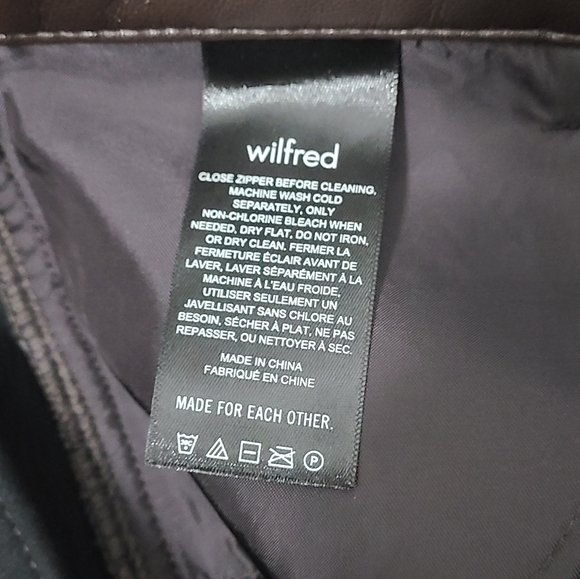 wilfred
CLOSE ZIPPER BEFORE CLEANING,
MACHINE WASH COLD
SEPARATELY, ONLY
NON-CHLORINE BLEACH WHEN
NEEDED, DRY FLAT. DO NOT IRON,
OR DRY CLEAN. FERMER LA
FERMETURE ÉCLAIR AVANT DE
LAVER, LAVER SÉPARÉMENT À LA
MACHINE À L'EAU FROIDE,
UTILISER SEULEMENT UN
JAVELLISANT SANS CHLORE AU
BESOIN, SÉCHER À PLAT, NE PAS
REPASSER, OU NETTOYER À SEC.
MADE IN CHINA
FABRIQUÉ EN CHINE
MADE FOR EACH OTHER.
30C P